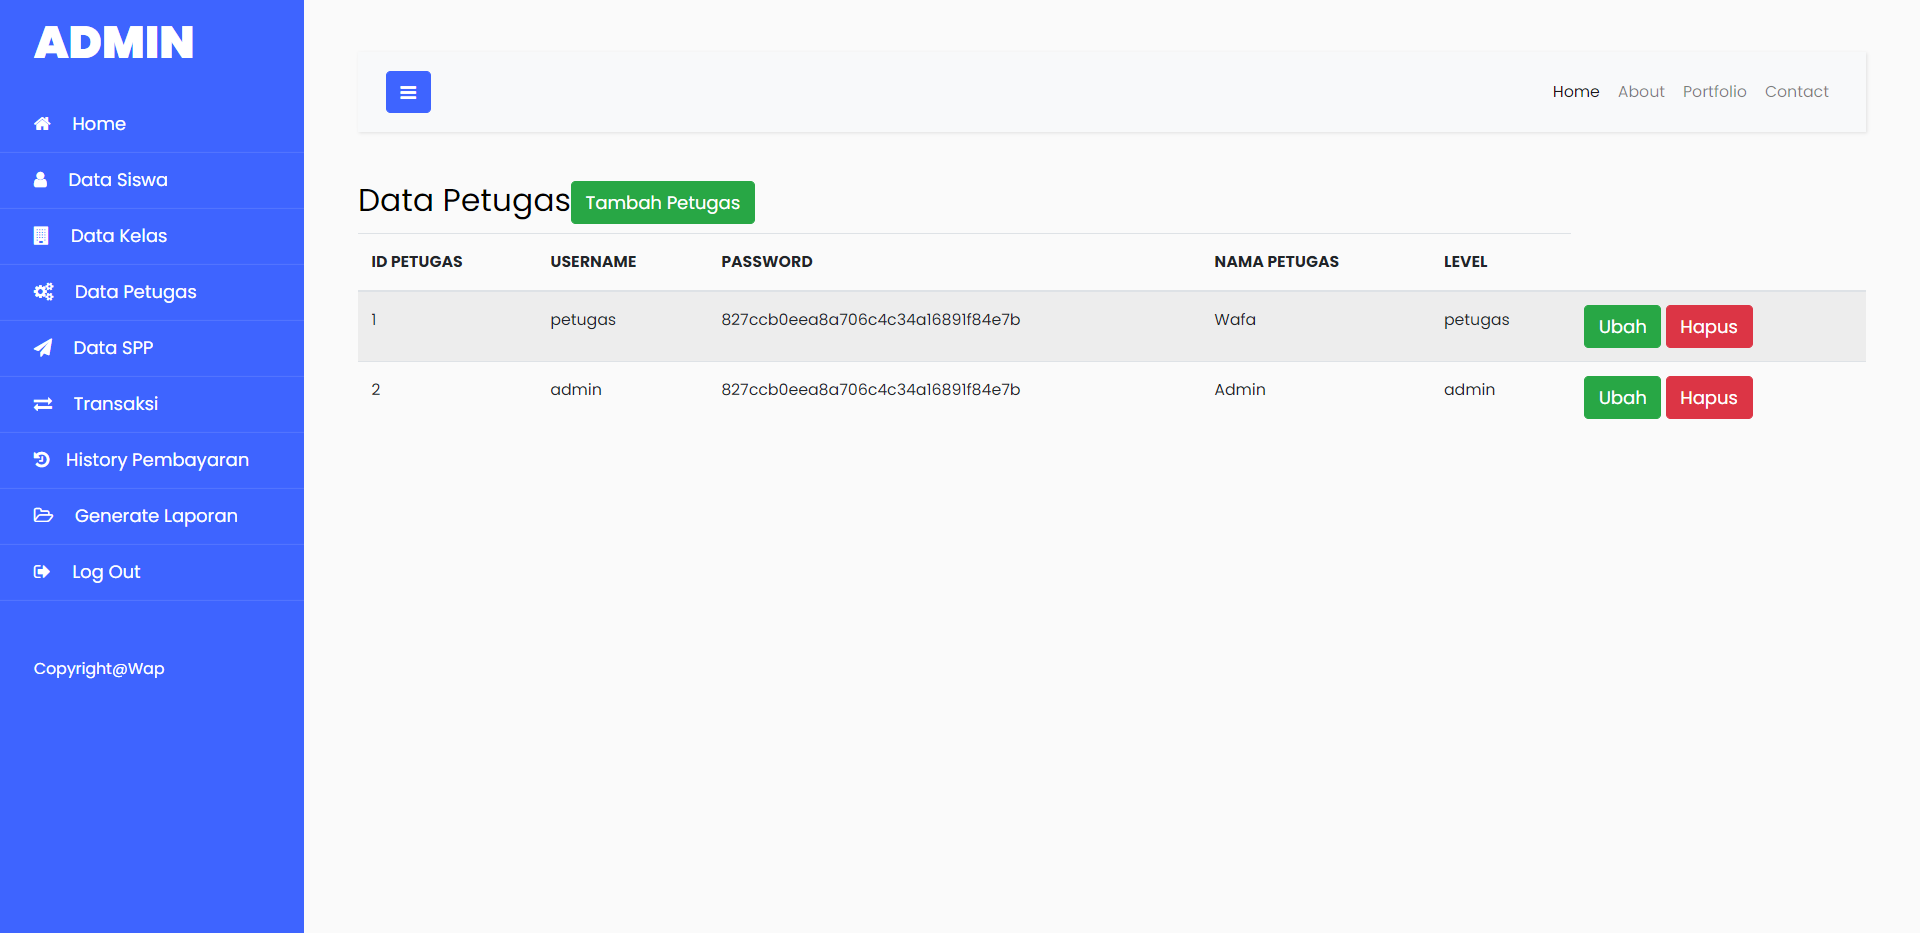 ADMIN
Home
Data Siswa
Data Kelas
Data Petugas
Data SPP
Transaksi
History Pembayaran
Generate Laporan
Log Out
Copyright@Wap
Home About Portfolio Contact
Data Petugas Tambah Petugas
ID PETUGAS USERNAME PASSWORD NAMA PETUGAS LEVEL
1 petugas 827ccb0eea8a706c4c34a16891f84e7b Wafa petugas Ubah Hapus
2 admin 827ccb0eea8a706c4c34a16891f84e7b Admin admin Ubah Hapus